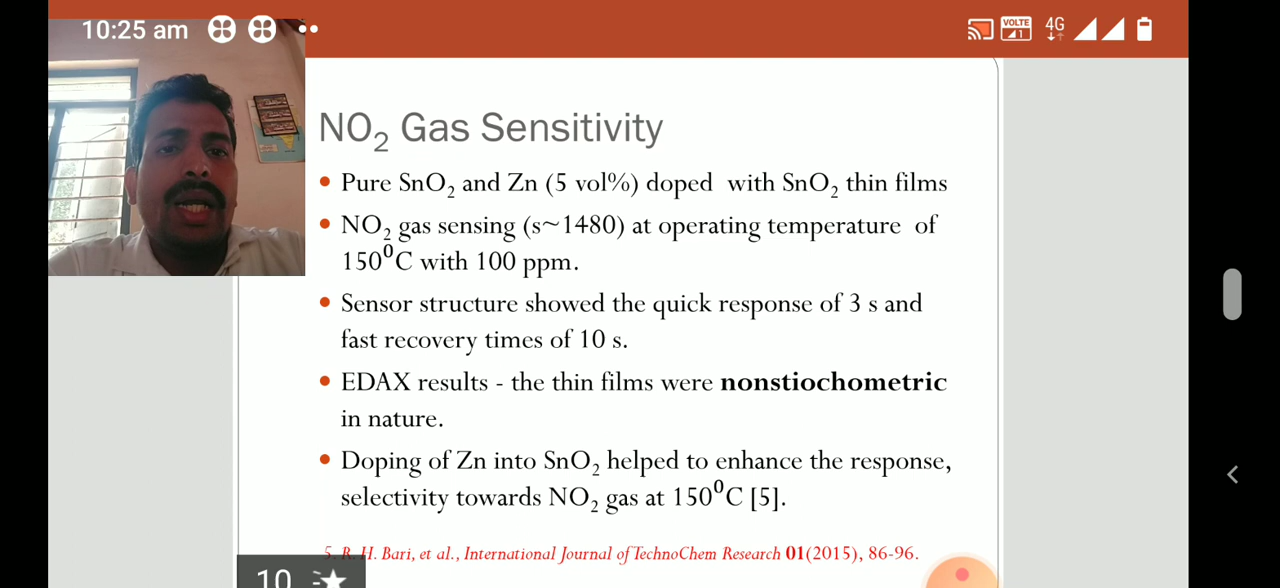 10:25 am
VOLTE
1
4G
NO₂ Gas Sensitivity
• Pure SnO₂ and Zn (5 vol%) doped with SnO₂ thin films
• NO₂ gas sensing (s~1480) at operating temperature of
150⁰C with 100 ppm.
• Sensor structure showed the quick response of 3 s and
fast recovery times of 10 s.
• EDAX results - the thin films were nonstiochometric
in nature.
• Doping of Zn into SnO₂ helped to enhance the response,
selectivity towards NO₂ gas at 150⁰C [5].
5. R. H. Bari, et al., International Journal of TechnoChem Research 01(2015), 86-96.
10